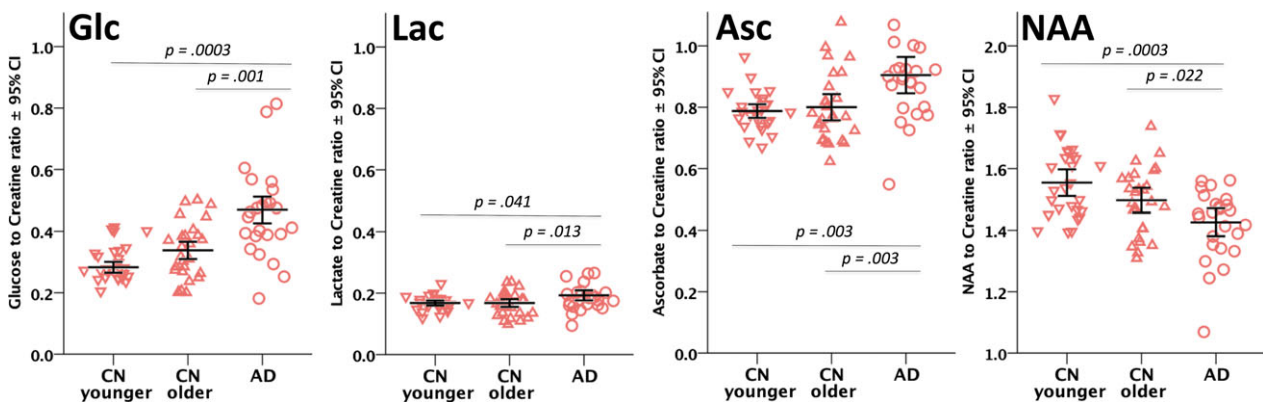 Glc
Glucose to Creatine ratio ± 95% CI
1.0
0.8
0.6
0.4
0.2
0.0
p = .0003
p = .001
CN
younger
CN
older
AD
Lac
Lactate to Creatine ratio ± 95% CI
1.0
0.8
0.6
0.4
0.2
0.0
p = .041
p = .013
CN
younger
CN
older
AD
Asc
Ascorbate to Creatine ratio ± 95% CI
1.0
0.8
0.6
0.4
0.2
0.0
p = .003
p = .003
CN
younger
CN
older
AD
NAA
NAA to Creatine ratio ± 95% CI
2.0
1.8
1.6
1.4
1.2
1.0
p = .0003
p = .022
CN
younger
CN
older
AD